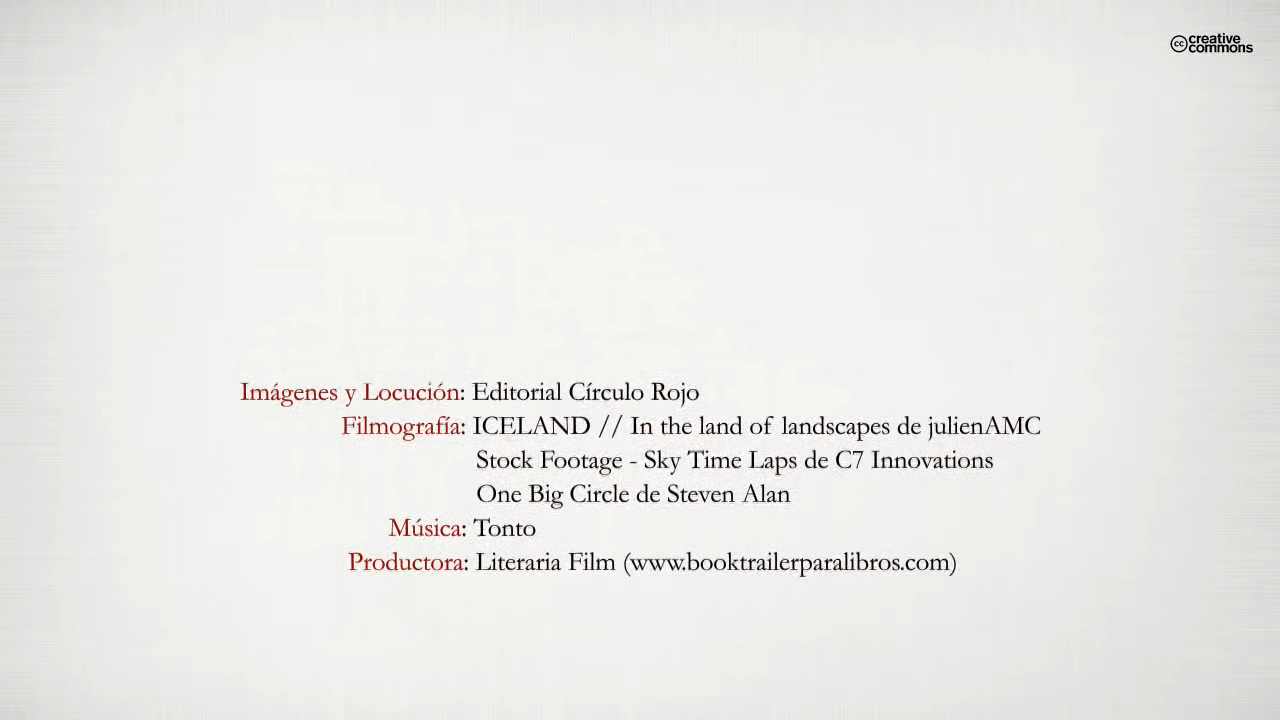 creative
commons
Imágenes y Locución: Editorial Círculo Rojo
Filmografía: ICELAND // In the land of landscapes de julienAMC
Stock Footage - Sky Time Laps de C7 Innovations
One Big Circle de Steven Alan
Música: Tonto
Productora: Literaria Film (www.booktrailerparalibros.com)